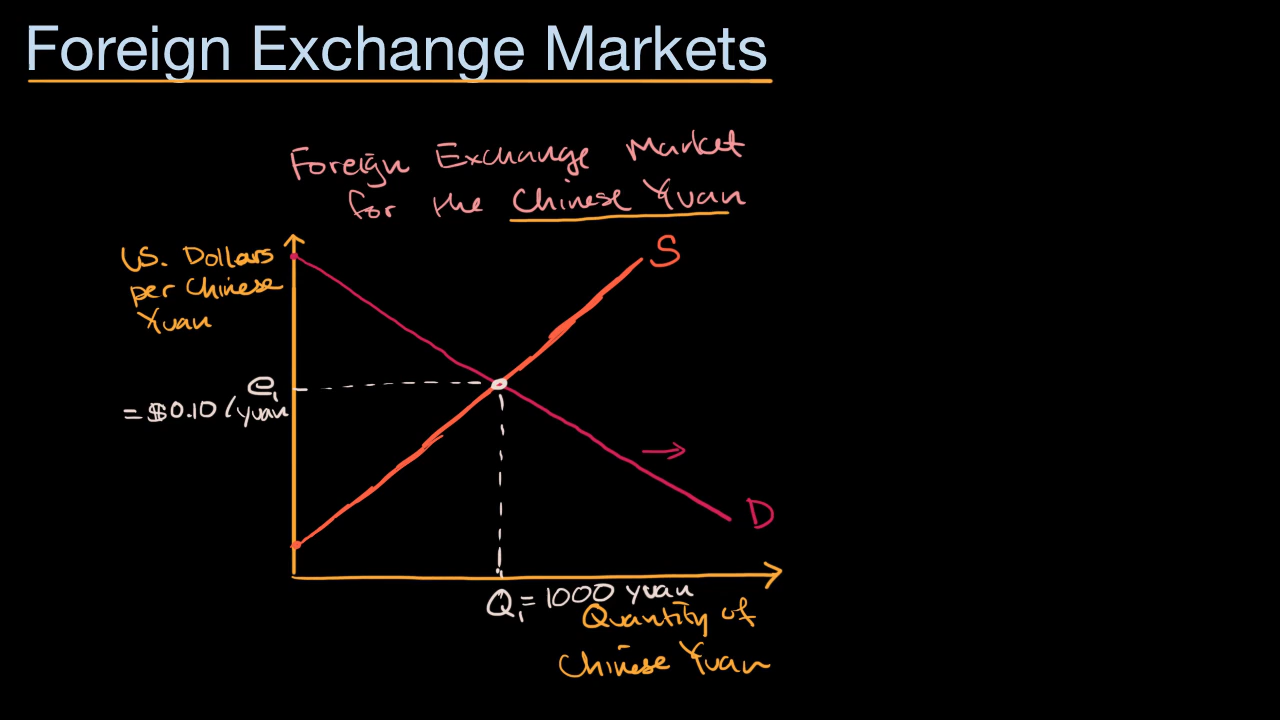 Foreign Exchange Markets
Foreign Exchange Market
for the Chinese Yuan
U.S. Dollars
per Chinese
Yuan
S
e₁
= $0.10 / yuan
D
Q₁ = 1000 yuan
Quantity of
Chinese Yuan